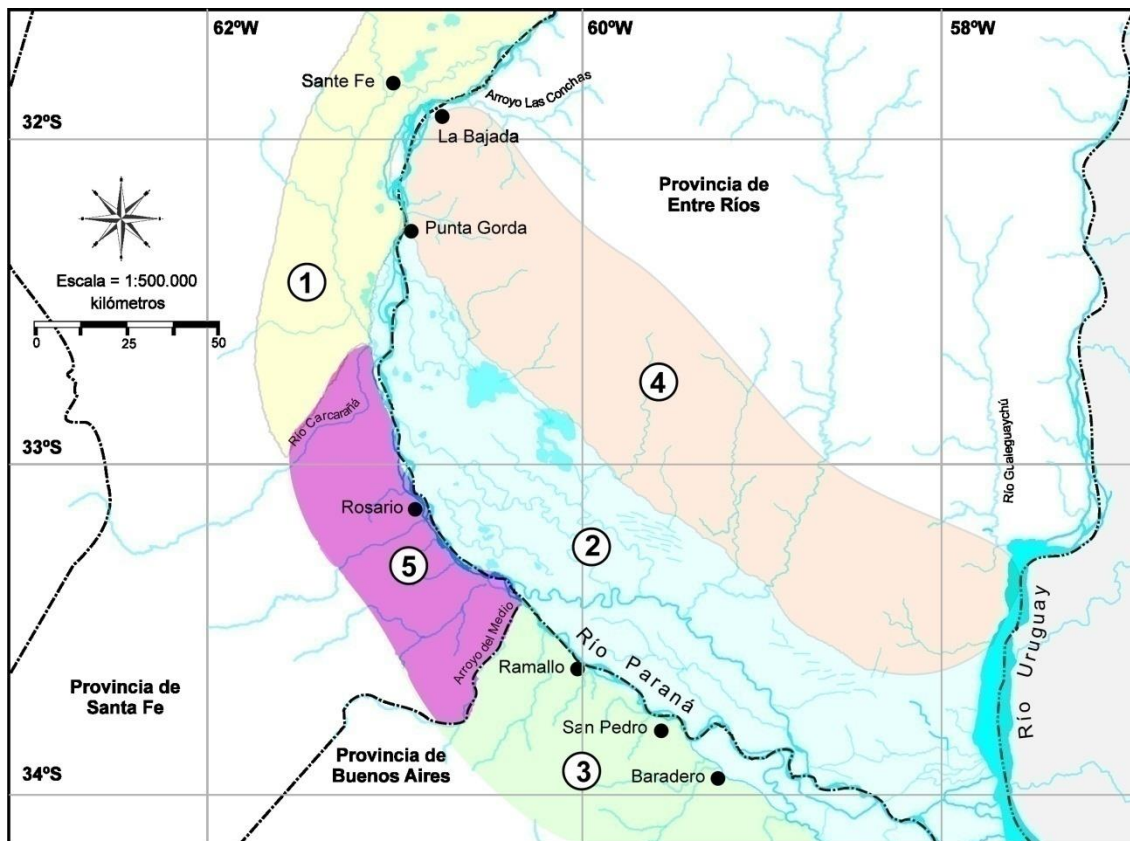 62ºW
60ºW
58ºW
Sante Fe
Arroyo Las Conchas
La Bajada
32ºS
Provincia de
Entre Ríos
Punta Gorda
Escala = 1:500.000
kilómetros
0 25 50
1
4
Río Carcarañá
33ºS
Río Gualeguaychú
Rosario
2
5
Arroyo del Medio
Río Paraná
Ramallo
Río Uruguay
Provincia de
Santa Fe
San Pedro
Provincia de
Buenos Aires
3
Baradero
34ºS